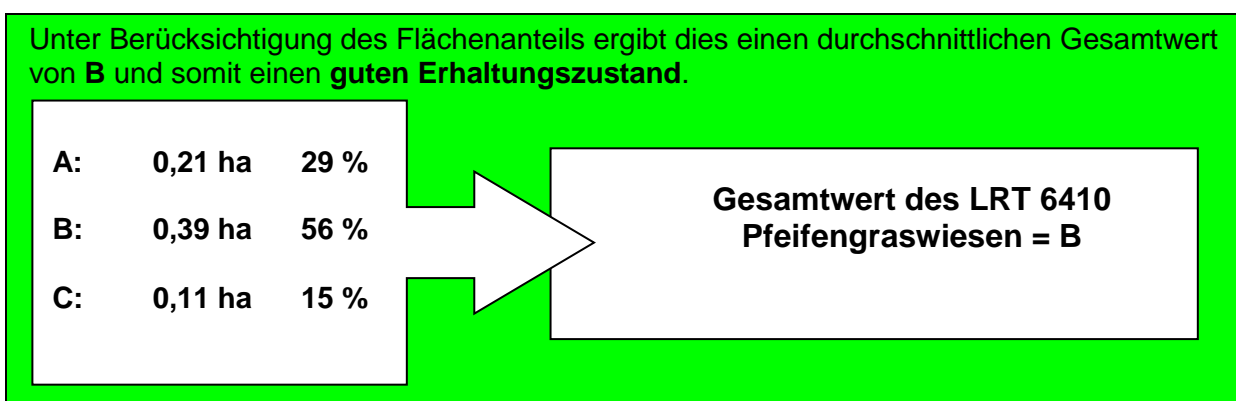 Unter Berücksichtigung des Flächenanteils ergibt dies einen durchschnittlichen Gesamtwert
von B und somit einen guten Erhaltungszustand.
A: 0,21 ha 29 %
B: 0,39 ha 56 %
C: 0,11 ha 15 %
Gesamtwert des LRT 6410
Pfeifengraswiesen = B